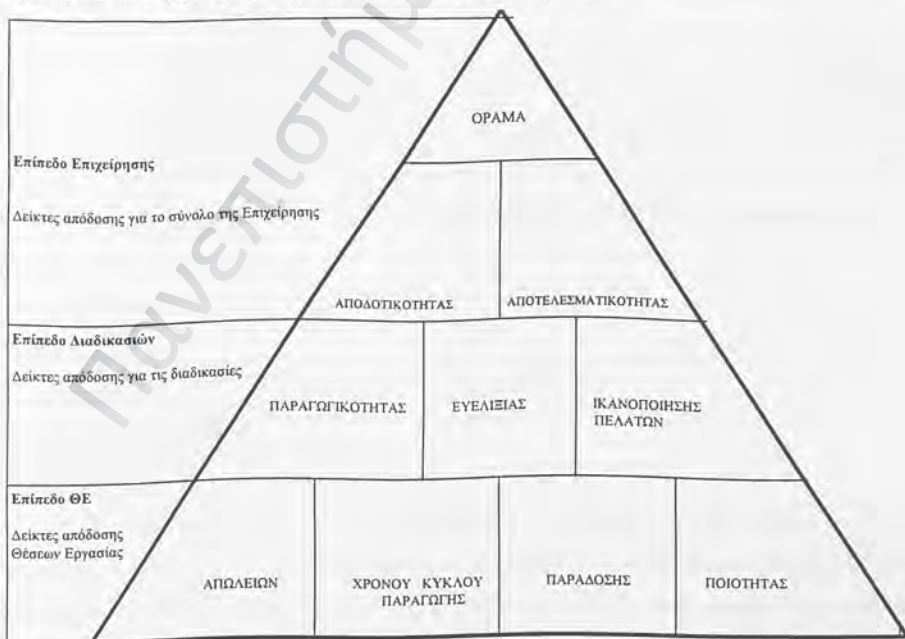 ΟΡΑΜΑ
Επίπεδο Επιχείρησης
Δείκτες απόδοσης για το σύνολο της Επιχείρησης
ΑΠΟΔΟΤΙΚΟΤΗΤΑΣ
ΑΠΟΤΕΛΕΣΜΑΤΙΚΟΤΗΤΑΣ
Επίπεδο Διαδικασιών
Δείκτες απόδοσης για τις διαδικασίες
ΠΑΡΑΓΩΓΙΚΟΤΗΤΑΣ
ΕΥΕΛΙΞΙΑΣ
ΙΚΑΝΟΠΟΙΗΣΗΣ
ΠΕΛΑΤΩΝ
Επίπεδο ΘΕ
Δείκτες απόδοσης
Θέσεων Εργασίας
ΑΠΩΛΕΙΩΝ
ΧΡΟΝΟΥ ΚΥΚΛΟΥ
ΠΑΡΑΓΩΓΗΣ
ΠΑΡΑΔΟΣΗΣ
ΠΟΙΟΤΗΤΑΣ
Πανεπιστήμ